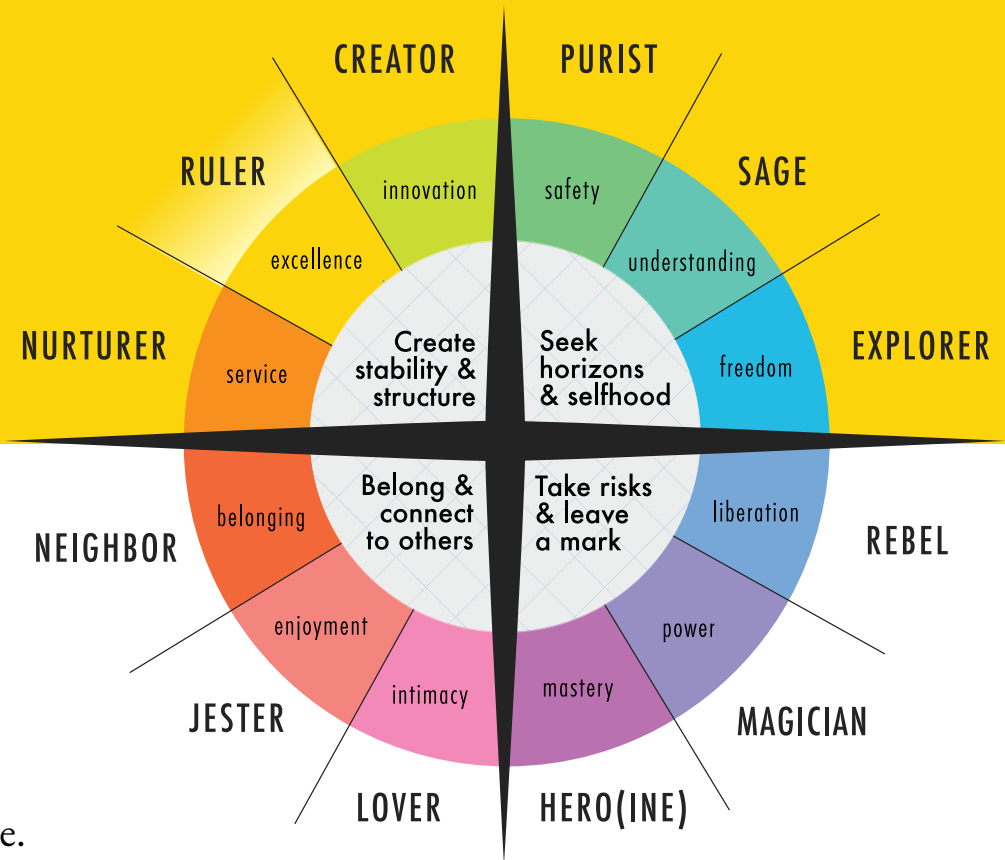 CREATOR
PURIST
RULER
SAGE
innovation
safety
excellence
understanding
NURTURER
EXPLORER
service
freedom
Create
stability &
structure
Seek
horizons
& selfhood
Belong &
connect
to others
Take risks
& leave
a mark
belonging
liberation
NEIGHBOR
REBEL
enjoyment
power
intimacy
mastery
JESTER
MAGICIAN
LOVER
HERO(INE)
e.